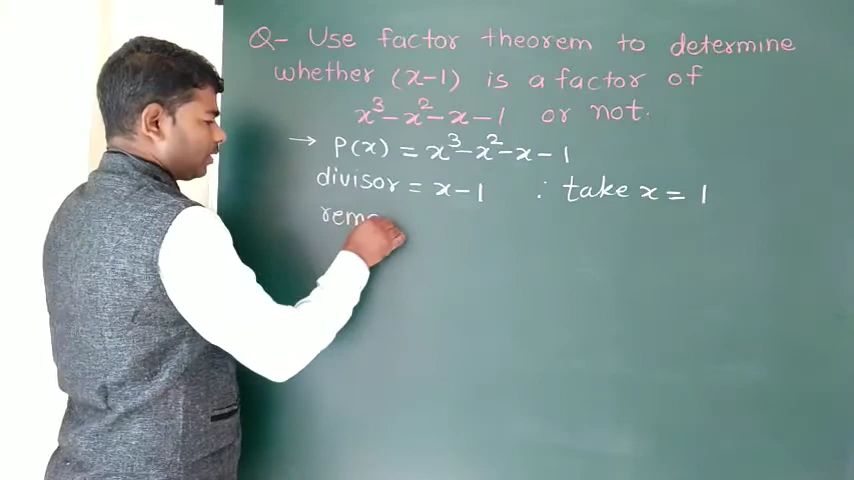 Q- Use factor theorem to determine
whether (x-1) is a factor of
x³-x²-x-1 or not.
→ P(x) = x³-x²-x-1
divisor = x-1 ∴ take x = 1
rema